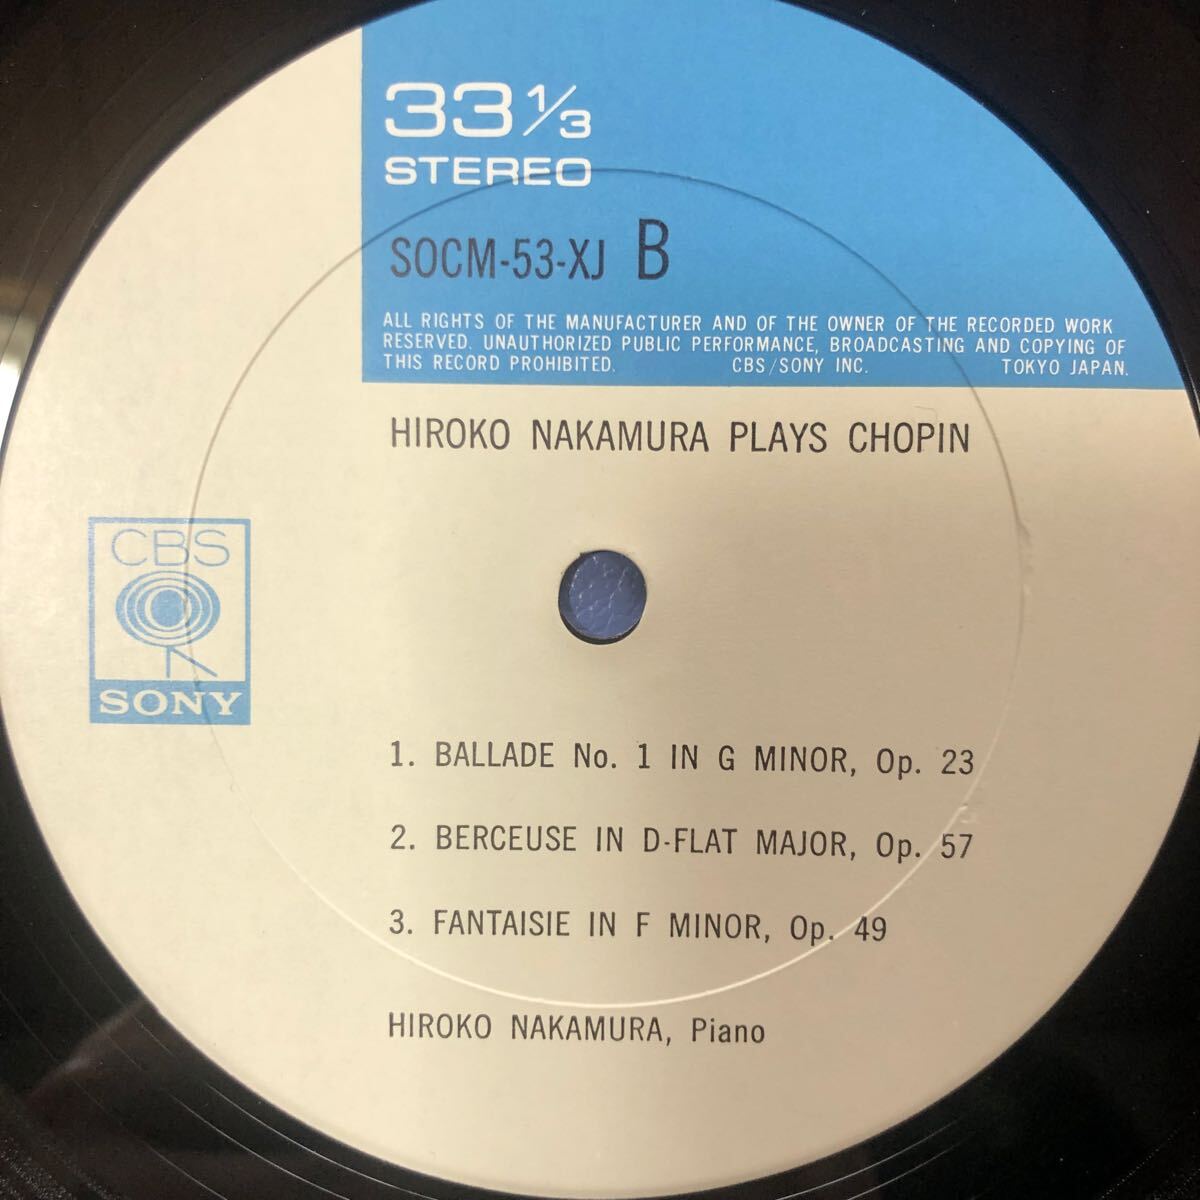 33 1/3
STEREO
SOCM-53-XJ B
ALL RIGHTS OF THE MANUFACTURER AND OF THE OWNER OF THE RECORDED WORK
RESERVED. UNAUTHORIZED PUBLIC PERFORMANCE, BROADCASTING AND COPYING OF
THIS RECORD PROHIBITED. CBS/SONY INC. TOKYO JAPAN.
HIROKO NAKAMURA PLAYS CHOPIN
CBS
SONY
1. BALLADE No. 1 IN G MINOR, Op. 23
2. BERCEUSE IN D-FLAT MAJOR, Op. 57
3. FANTAISIE IN F MINOR, Op. 49
HIROKO NAKAMURA, Piano